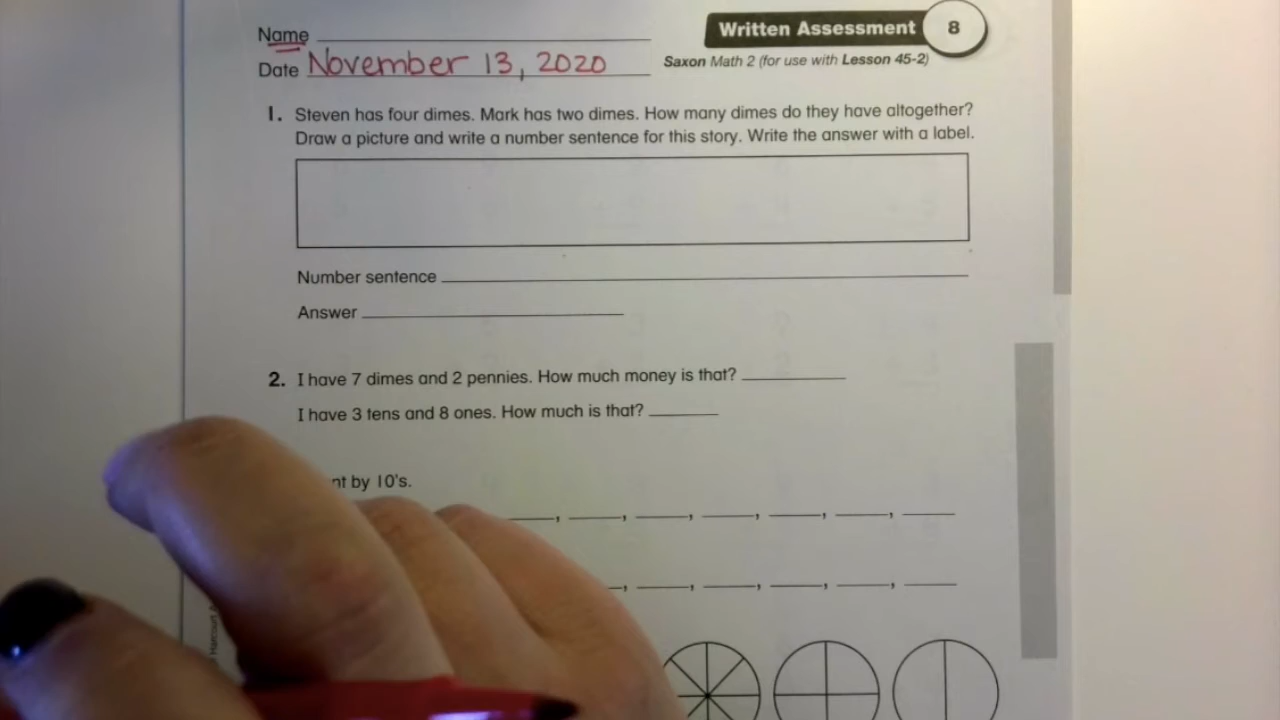 Name
Written Assessment 8
Date November 13, 2020
Saxon Math 2 (for use with Lesson 45-2)
1. Steven has four dimes. Mark has two dimes. How many dimes do they have altogether?
Draw a picture and write a number sentence for this story. Write the answer with a label.
Number sentence
Answer
2. I have 7 dimes and 2 pennies. How much money is that?
I have 3 tens and 8 ones. How much is that?
nt by 10's.